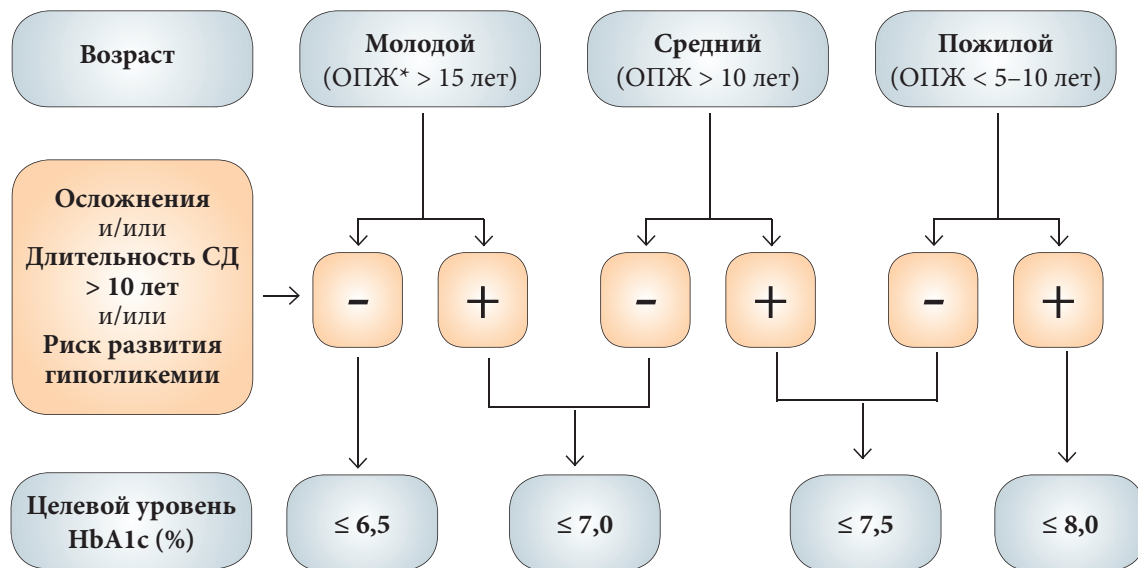 Возраст
Молодой
(ОПЖ* > 15 лет)
Средний
(ОПЖ > 10 лет)
Пожилой
(ОПЖ < 5–10 лет)
Осложнения
и/или
Длительность СД
> 10 лет
и/или
Риск развития
гипогликемии
- + - + - +
Целевой уровень
HbA1c (%)
≤ 6,5
≤ 7,0
≤ 7,5
≤ 8,0